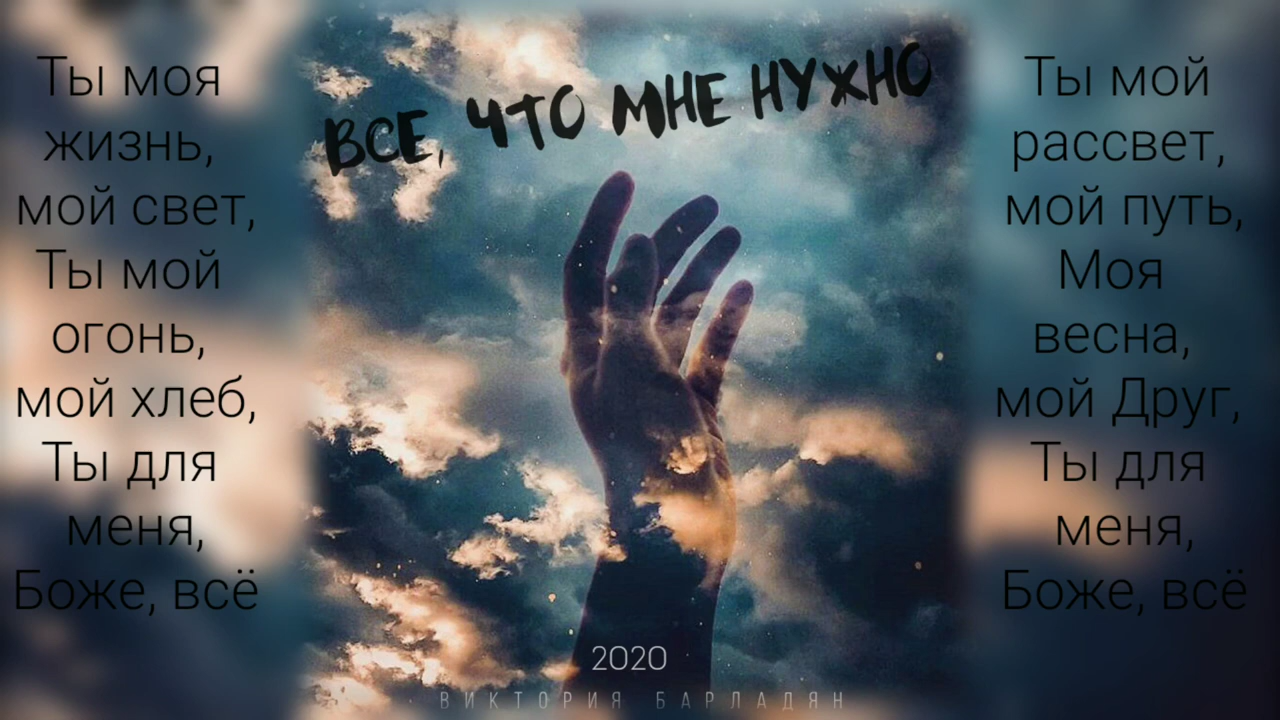 ВСЕ, ЧТО МНЕ НУЖНО
Ты моя
жизнь,
мой свет,
Ты мой
огонь,
мой хлеб,
Ты для
меня,
Боже, всё
Ты мой
рассвет,
мой путь,
Моя
весна,
мой Друг,
Ты для
меня,
Боже, всё
2020
ВИКТОРИЯ БАРЛАДЯН